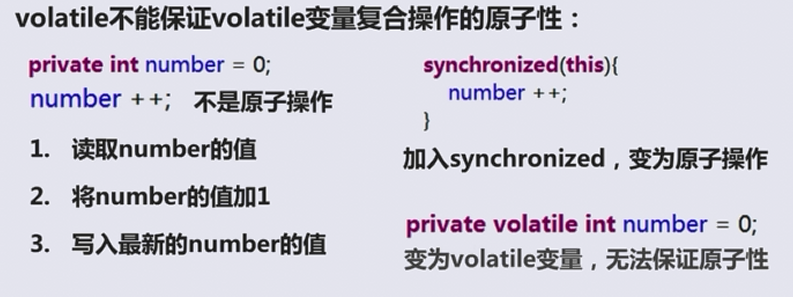 volatile不能保证volatile变量复合操作的原子性：
private int number = 0;
number ++; 不是原子操作
1. 读取number的值
2. 将number的值加1
3. 写入最新的number的值
synchronized(this){
number ++;
}
加入synchronized，变为原子操作
private volatile int number = 0;
变为volatile变量，无法保证原子性